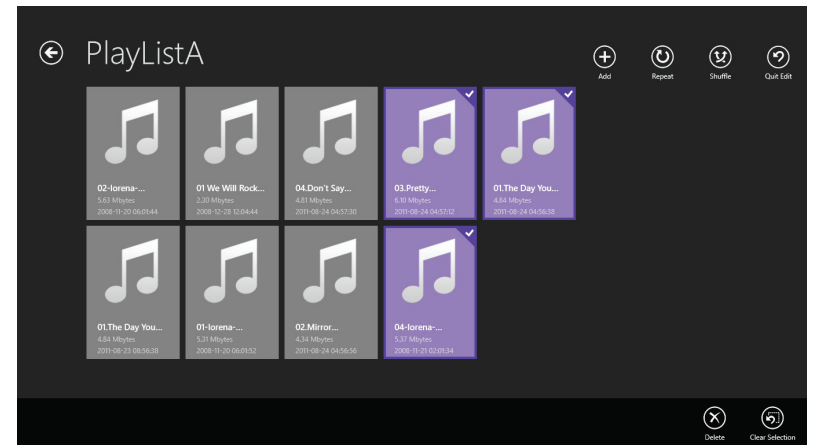 PlayListA
Add
Repeat
Shuffle
Quit Edit
02-lorena-...
5.63 Mbytes
2008-11-20 06:01:44
01 We Will Rock...
2.30 Mbytes
2008-12-28 12:04:44
04.Don't Say...
4.81 Mbytes
2011-08-24 04:57:30
03.Pretty...
6.10 Mbytes
2011-08-24 04:57:12
01.The Day You...
4.84 Mbytes
2011-08-24 04:56:38
01.The Day You...
4.84 Mbytes
2011-08-23 08:56:38
01-lorena-...
5.31 Mbytes
2008-11-20 06:01:52
02.Mirror...
4.34 Mbytes
2011-08-24 04:56:56
04-lorena-...
5.37 Mbytes
2008-11-21 02:01:34
Delete
Clear Selection